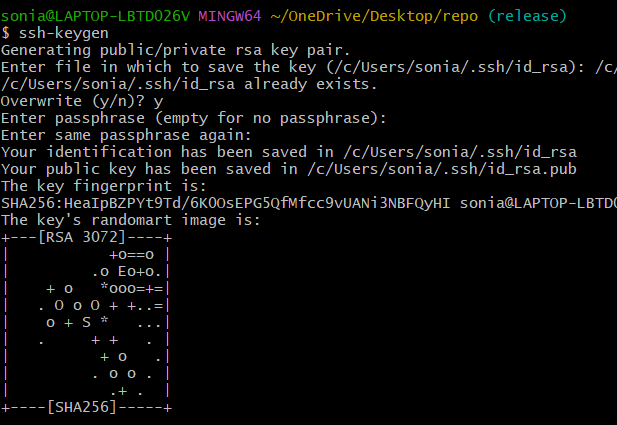 sonia@LAPTOP-LBTDO26V MINGW64 ~/OneDrive/Desktop/repo (release)
$ ssh-keygen
Generating public/private rsa key pair.
Enter file in which to save the key (/c/Users/sonia/.ssh/id_rsa): /c/
/c/Users/sonia/.ssh/id_rsa already exists.
Overwrite (y/n)? y
Enter passphrase (empty for no passphrase):
Enter same passphrase again:
Your identification has been saved in /c/Users/sonia/.ssh/id_rsa
Your public key has been saved in /c/Users/sonia/.ssh/id_rsa.pub
The key fingerprint is:
SHA256:HeaIpBZPYt9Td/6KOOsEPG5QfMfcc9vUANi3NBFQyHI sonia@LAPTOP-LBTDO
The key's randomart image is:
+---[RSA 3072]----+
|           +o==o |
|         .o Eo+o.|
|    + o   *ooo=+=|
|   . O o O + +..=|
|    o + S *   ...|
|   .     + +   . |
|          + o   .|
|         . o o . |
|           .+ .  |
+----[SHA256]-----+